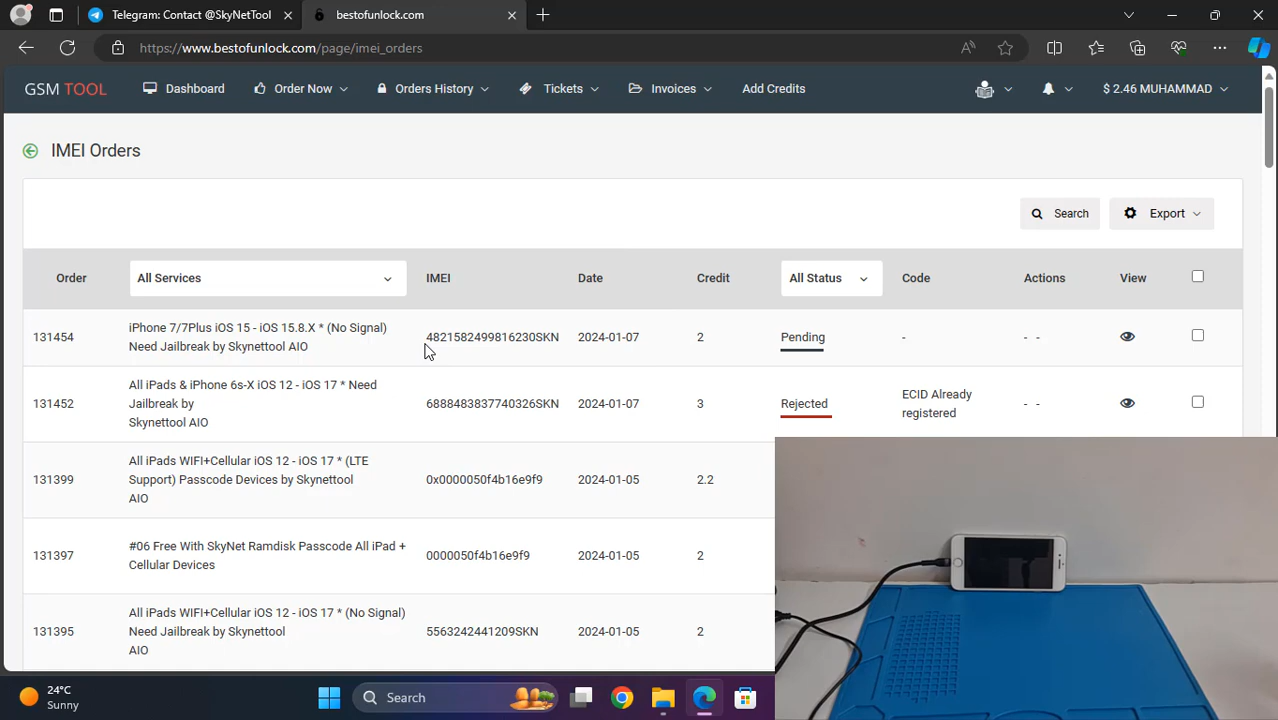 Telegram: Contact @SkyNetTool
bestofunlock.com
https://www.bestofunlock.com/page/imei_orders
GSM TOOL
Dashboard
Order Now
Orders History
Tickets
Invoices
Add Credits
$ 2.46 MUHAMMAD
IMEI Orders
Search
Export
Order
All Services
IMEI
Date
Credit
All Status
Code
Actions
View
131454
iPhone 7/7Plus iOS 15 - iOS 15.8.X * (No Signal)
Need Jailbreak by Skynettool AIO
4821582499816230SKN
2024-01-07
2
Pending
-
- -
131452
All iPads & iPhone 6s-X iOS 12 - iOS 17 * Need
Jailbreak by
Skynettool AIO
6888483837740326SKN
2024-01-07
3
Rejected
ECID Already
registered
- -
131399
All iPads WIFI+Cellular iOS 12 - iOS 17 * (LTE
Support) Passcode Devices by Skynettool
AIO
0x0000050f4b16e9f9
2024-01-05
2.2
131397
#06 Free With SkyNet Ramdisk Passcode All iPad +
Cellular Devices
0000050f4b16e9f9
2024-01-05
2
131395
All iPads WIFI+Cellular iOS 12 - iOS 17 * (No Signal)
Need Jailbreak by Skynettool
AIO
5563242441209SKN
2024-01-05
2
24°C
Sunny
Search